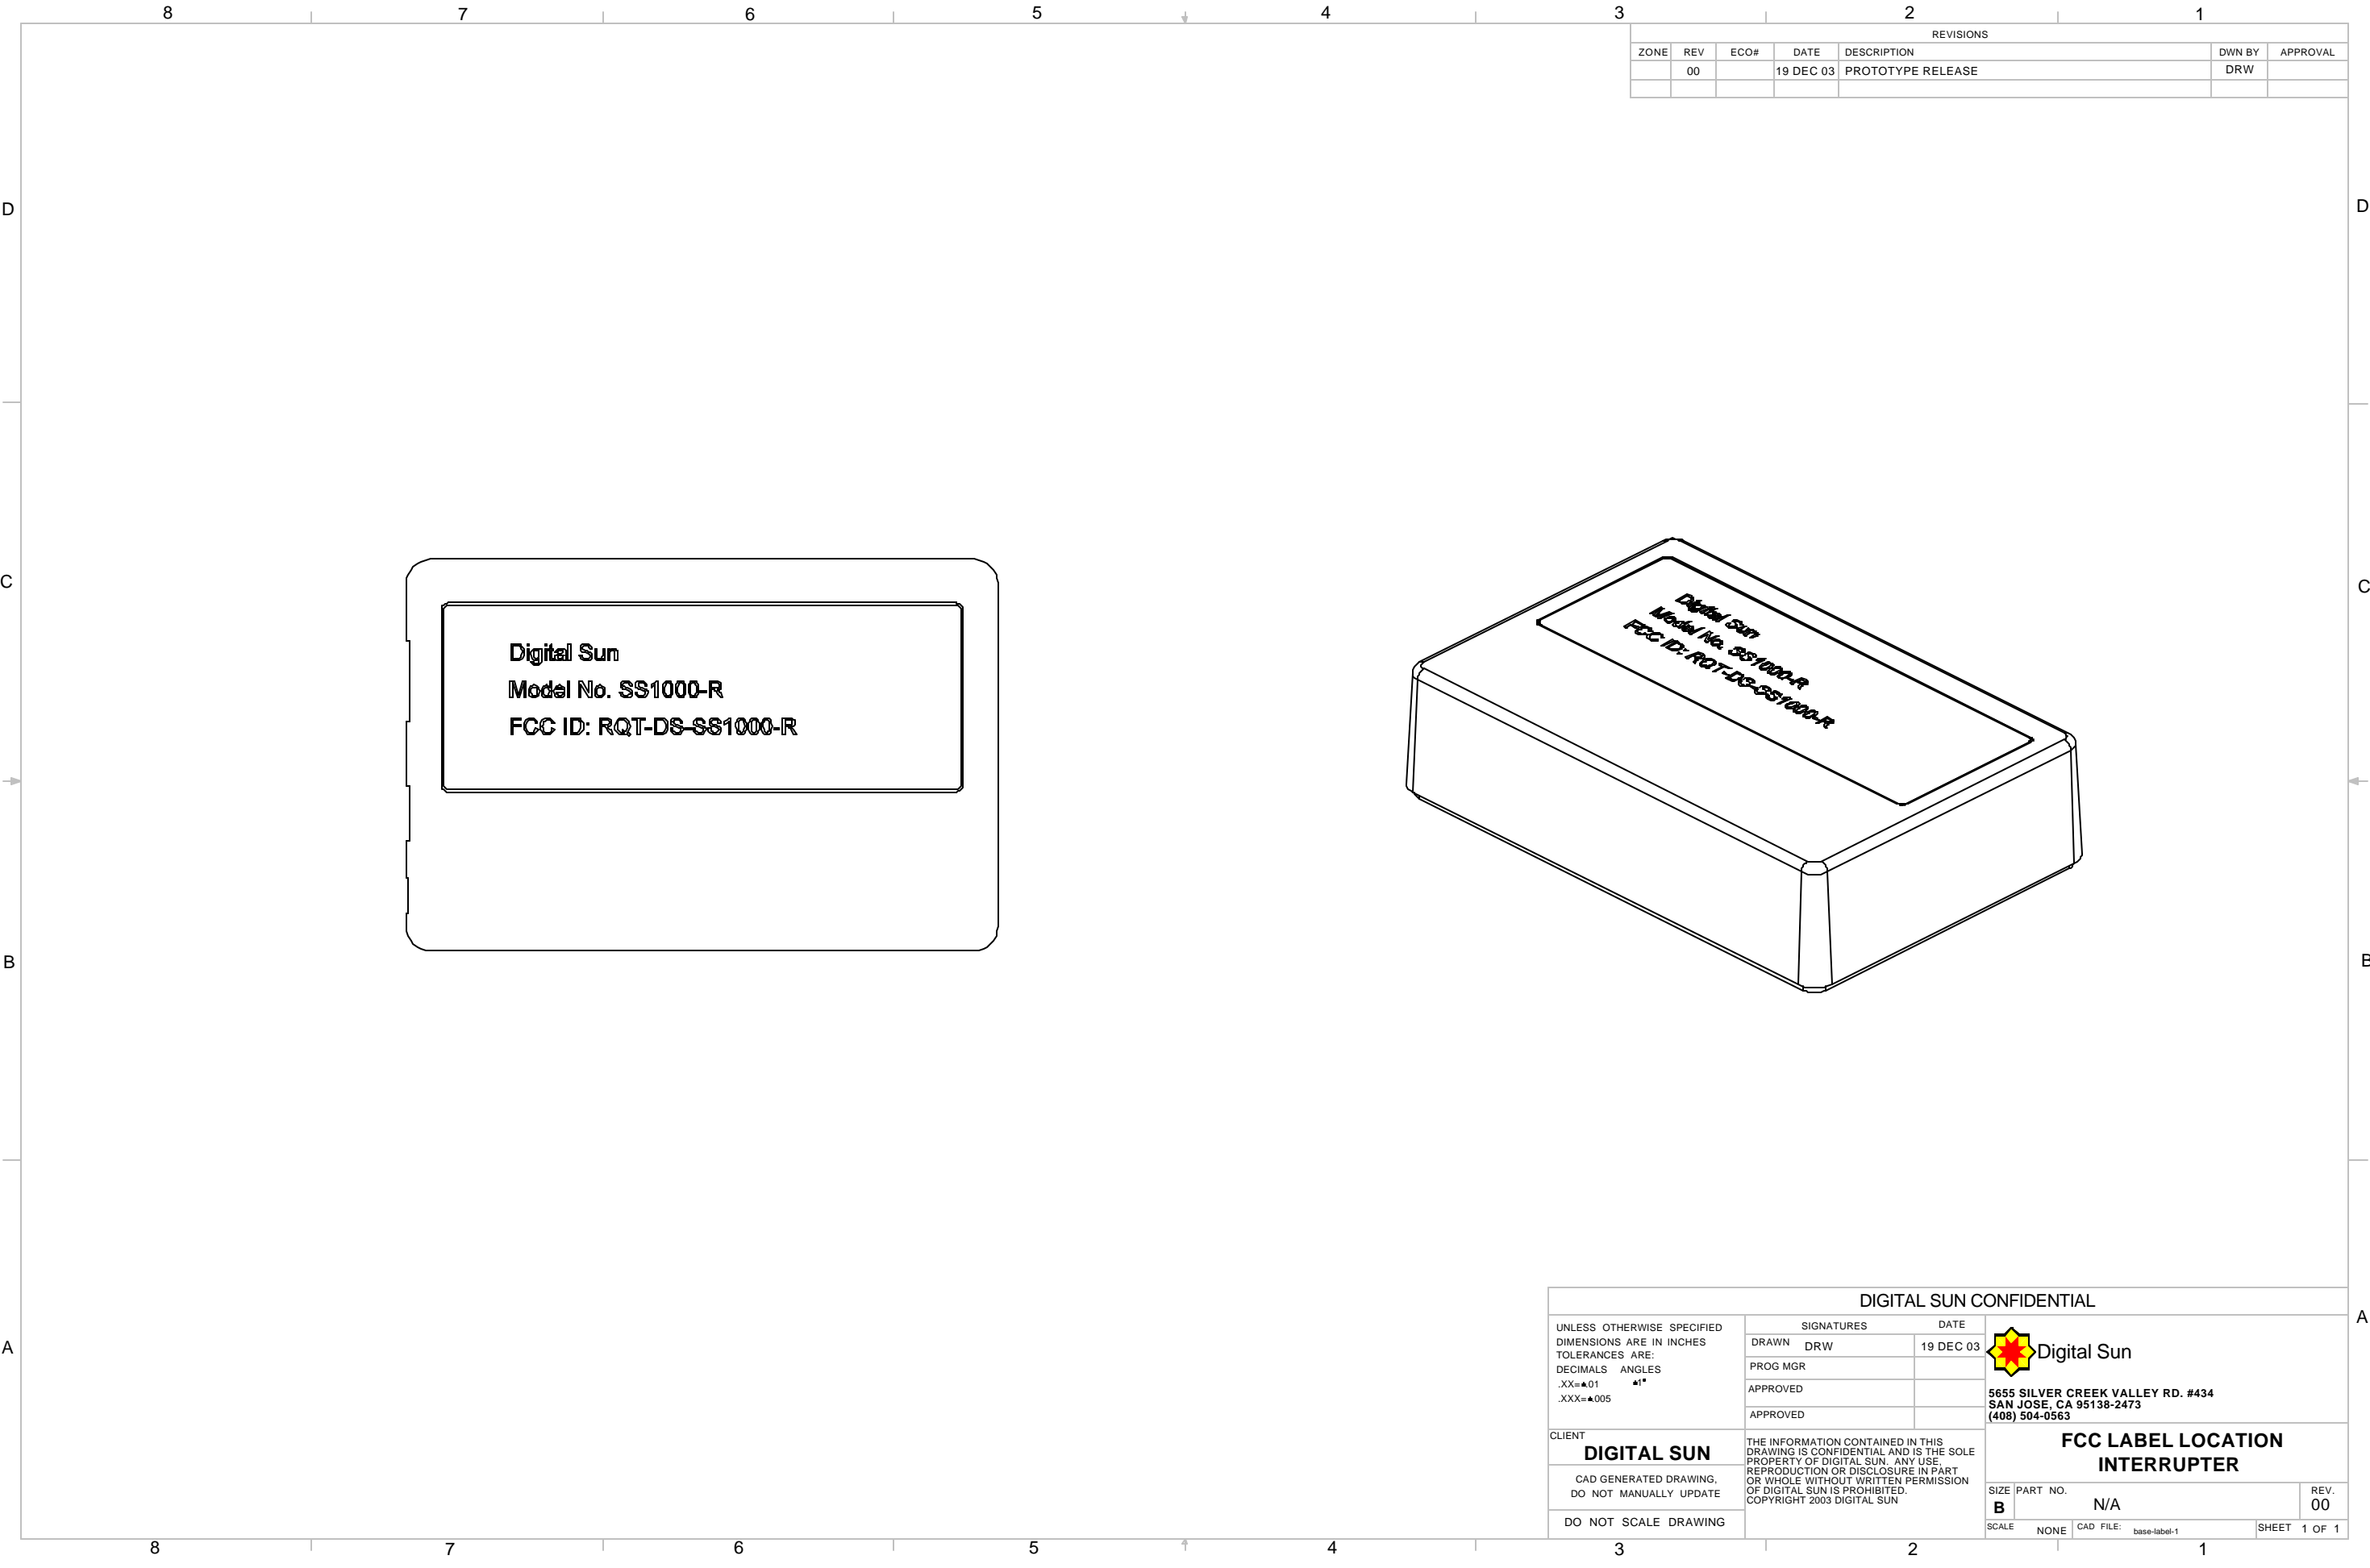 8 7 6 5 4 3 2 1
REVISIONS
ZONE REV ECO# DATE DESCRIPTION DWN BY APPROVAL
00 19 DEC 03 PROTOTYPE RELEASE DRW
D D
C C
Digital Sun
Model No. SS1000-R
FCC ID: RQT-DS-SS1000-R
Digital Sun
Model No. SS1000-R
FCC ID: RQT-DS-SS1000-R
B B
A A
DIGITAL SUN CONFIDENTIAL
UNLESS OTHERWISE SPECIFIED
DIMENSIONS ARE IN INCHES
TOLERANCES ARE:
DECIMALS ANGLES
.XX=±.01 ±1°
.XXX=±.005
SIGNATURES DATE
DRAWN DRW 19 DEC 03
PROG MGR
APPROVED
APPROVED
Digital Sun
5655 SILVER CREEK VALLEY RD. #434
SAN JOSE, CA 95138-2473
(408) 504-0563
CLIENT
DIGITAL SUN
CAD GENERATED DRAWING,
DO NOT MANUALLY UPDATE
DO NOT SCALE DRAWING
THE INFORMATION CONTAINED IN THIS
DRAWING IS CONFIDENTIAL AND IS THE SOLE
PROPERTY OF DIGITAL SUN. ANY USE,
REPRODUCTION OR DISCLOSURE IN PART
OR WHOLE WITHOUT WRITTEN PERMISSION
OF DIGITAL SUN IS PROHIBITED.
COPYRIGHT 2003 DIGITAL SUN
FCC LABEL LOCATION
INTERRUPTER
SIZE PART NO. REV.
B N/A 00
SCALE NONE CAD FILE: base-label-1 SHEET 1 OF 1
8 7 6 5 4 3 2 1